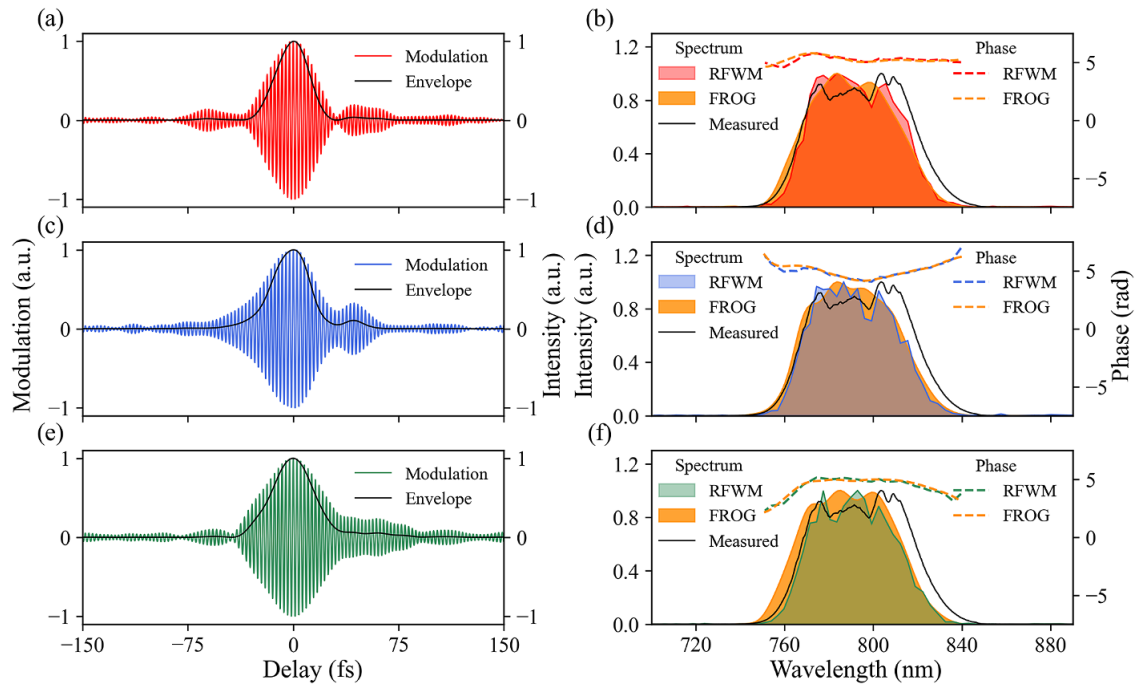 (a)
1
0
−1
1
0
−1
Modulation
Envelope
(b)
1.2
0.8
0.4
0.0
5
0
−5
Spectrum
RFWM
FROG
Measured
Phase
RFWM
FROG
(c)
1
0
−1
1
0
−1
Modulation
Envelope
Modulation (a.u.)
Intensity (a.u.)
(d)
1.2
0.8
0.4
0.0
5
0
−5
Spectrum
RFWM
FROG
Measured
Phase
RFWM
FROG
Intensity (a.u.)
Phase (rad)
(e)
1
0
−1
1
0
−1
Modulation
Envelope
−150
−75
0
75
150
Delay (fs)
(f)
1.2
0.8
0.4
0.0
5
0
−5
Spectrum
RFWM
FROG
Measured
Phase
RFWM
FROG
720
760
800
840
880
Wavelength (nm)